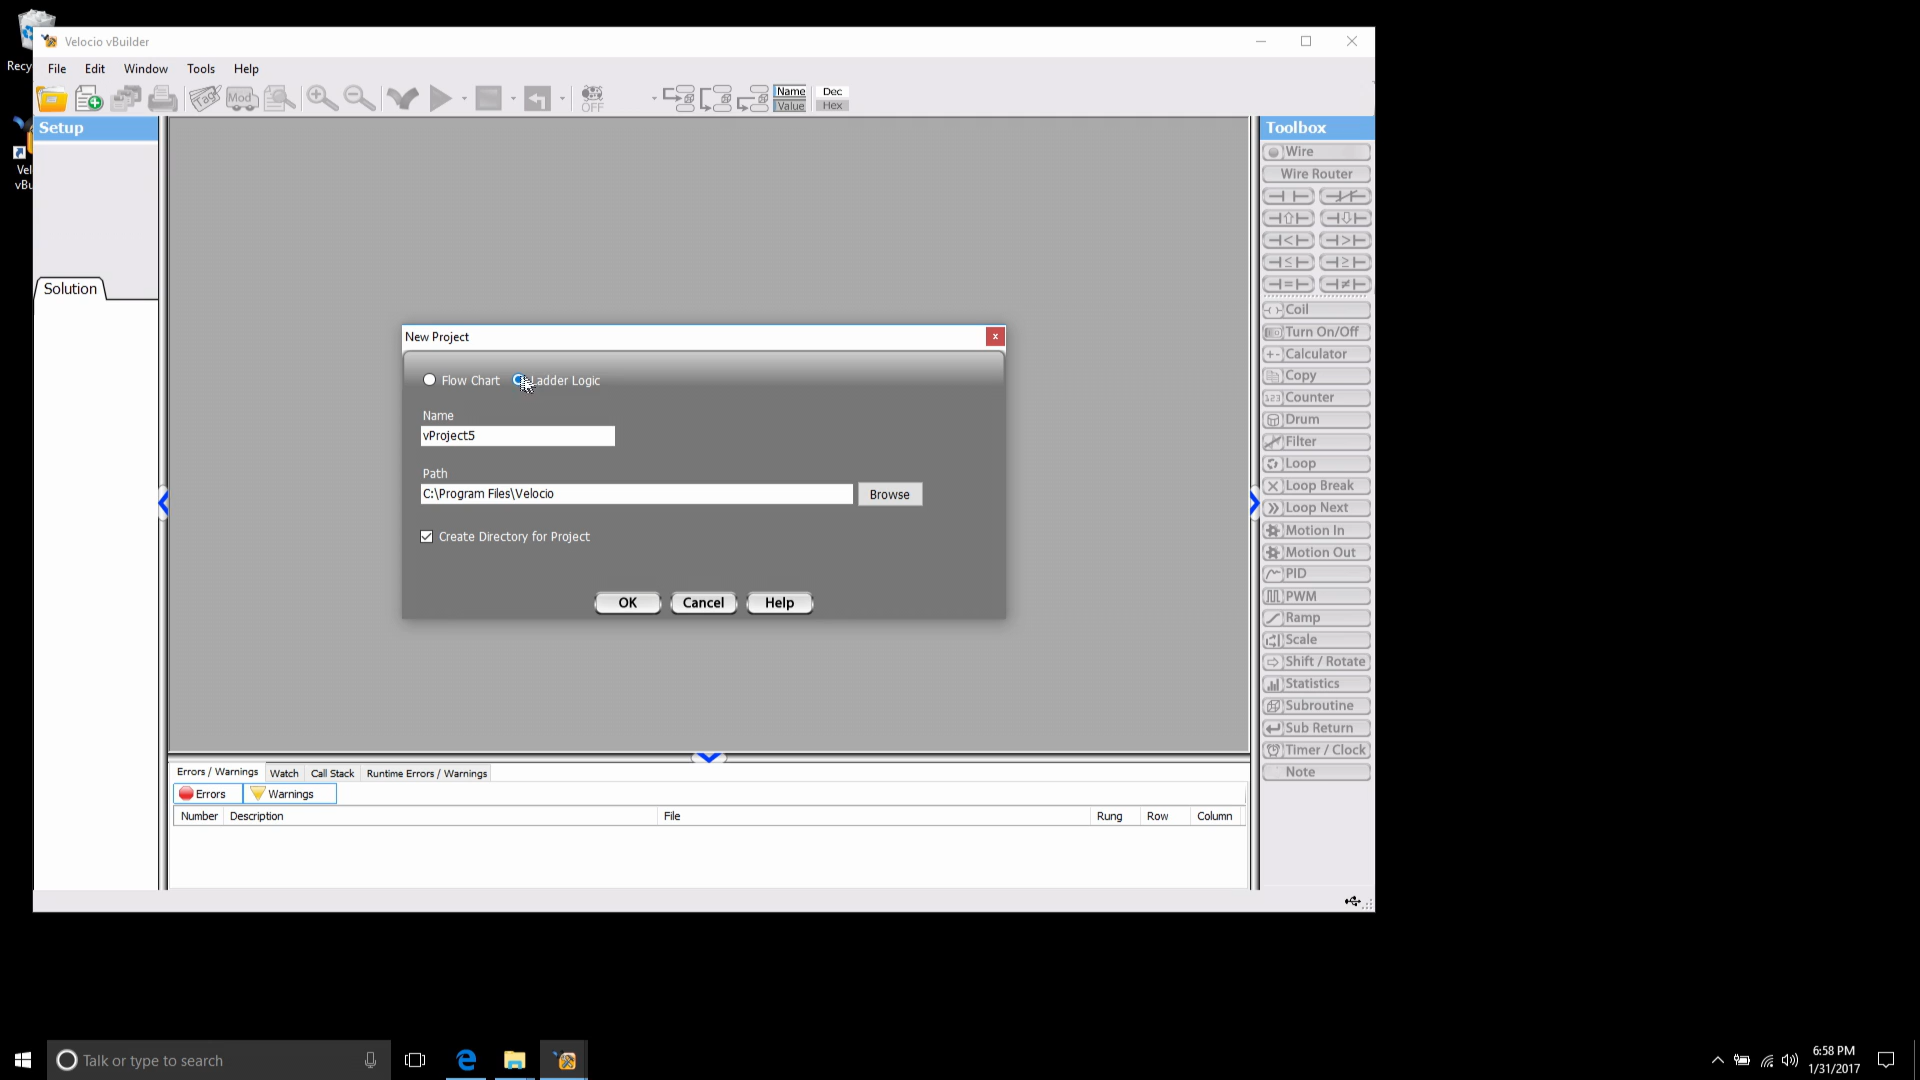 Recy
Velocio vBuilder
File Edit Window Tools Help
Tag Mod OFF Name Value Dec Hex
Setup
Vel
vBu
Solution
Toolbox
Wire
Wire Router
Coil
Turn On/Off
Calculator
Copy
123 Counter
Drum
Filter
Loop
Loop Break
Loop Next
Motion In
Motion Out
PID
PWM
Ramp
Scale
Shift / Rotate
Statistics
Subroutine
Sub Return
Timer / Clock
Note
New Project
Flow Chart Ladder Logic
Name
vProject5
Path
C:\Program Files\Velocio Browse
Create Directory for Project
OK Cancel Help
Errors / Warnings Watch Call Stack Runtime Errors / Warnings
Errors Warnings
Number Description File Rung Row Column
Talk or type to search
6:58 PM
1/31/2017